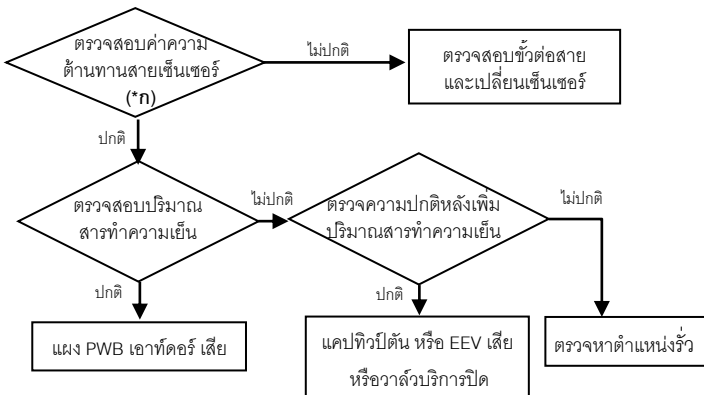 ตรวจสอบค่าความ
ต้านทานสายเซ็นเซอร์
(*ก)
ไม่ปกติ
ตรวจสอบขั้วต่อสาย
และเปลี่ยนเซ็นเซอร์
ปกติ
ตรวจสอบปริมาณ
สารทำความเย็น
ไม่ปกติ
ตรวจความปกติหลังเพิ่ม
ปริมาณสารทำความเย็น
ไม่ปกติ
ปกติ
ปกติ
แผง PWB เอาท์ดอร์ เสีย
แคปทิวป์ตัน หรือ EEV เสีย
หรือวาล์วบริการปิด
ตรวจหาตำแหน่งรั่ว